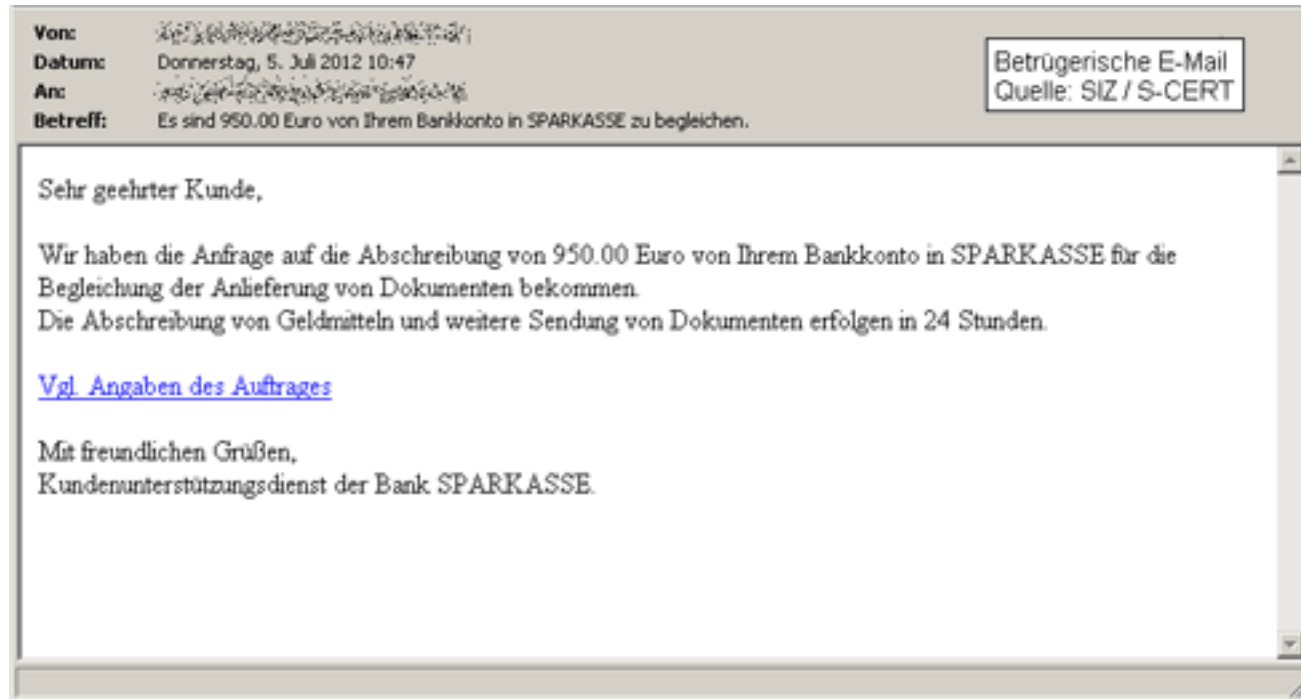 Von:
Datum: Donnerstag, 5. Juli 2012 10:47
An:
Betreff: Es sind 950.00 Euro von Ihrem Bankkonto in SPARKASSE zu begleichen.
Betrügerische E-Mail
Quelle: SIZ / S-CERT
Sehr geehrter Kunde,
Wir haben die Anfrage auf die Abschreibung von 950.00 Euro von Ihrem Bankkonto in SPARKASSE für die
Begleichung der Anlieferung von Dokumenten bekommen.
Die Abschreibung von Geldmitteln und weitere Sendung von Dokumenten erfolgen in 24 Stunden.
Vgl. Angaben des Auftrages
Mit freundlichen Grüßen,
Kundenunterstützungsdienst der Bank SPARKASSE.